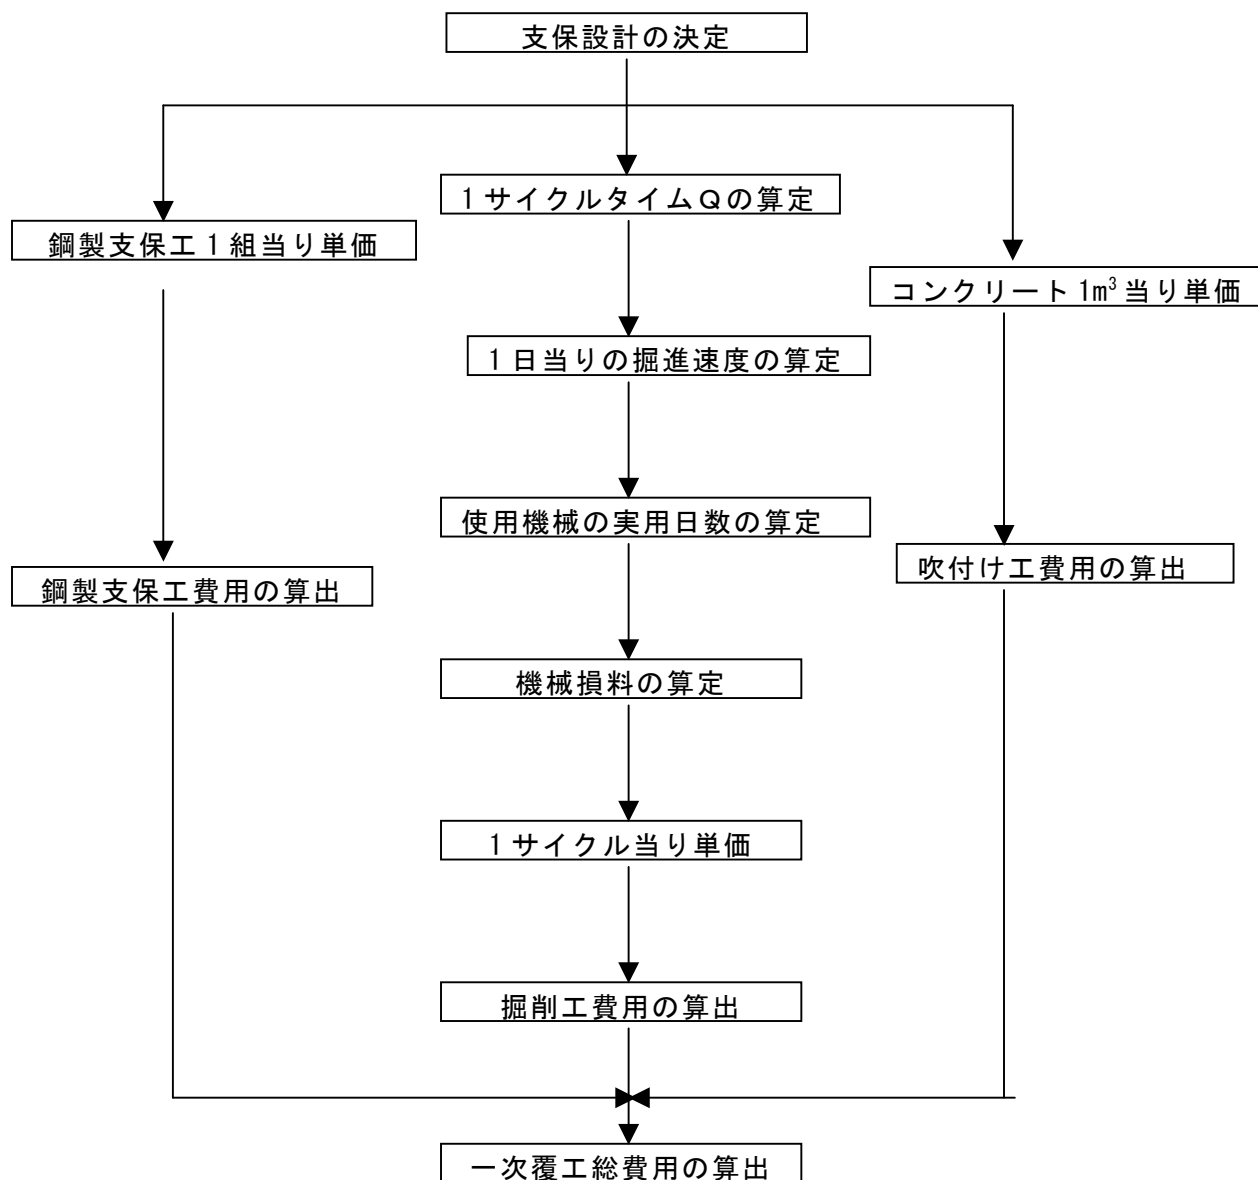 支保設計の決定
1サイクルタイムQの算定
鋼製支保工1組当り単価
コンクリート1m³当り単価
1日当りの掘進速度の算定
使用機械の実用日数の算定
吹付け工費用の算出
鋼製支保工費用の算出
機械損料の算定
1サイクル当り単価
掘削工費用の算出
一次覆工総費用の算出